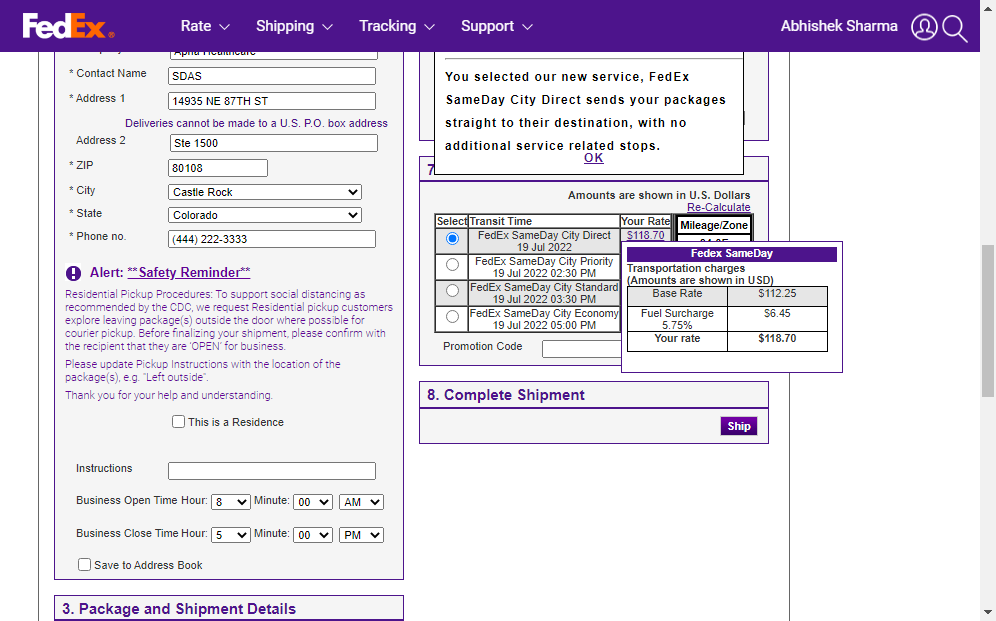 FedEx®
Rate
Shipping
Tracking
Support
Abhishek Sharma
Apria Healthcare
* Contact Name
SDAS
* Address 1
14935 NE 87TH ST
Deliveries cannot be made to a U.S. P.O. box address
Address 2
Ste 1500
* ZIP
80108
* City
Castle Rock
* State
Colorado
* Phone no.
(444) 222-3333
Alert: **Safety Reminder**
Residential Pickup Procedures: To support social distancing as
recommended by the CDC, we request Residential pickup customers
explore leaving package(s) outside the door where possible for
courier pickup. Before finalizing your shipment, please confirm with
the recipient that they are 'OPEN' for business.
Please update Pickup Instructions with the location of the
package(s), e.g. "Left outside".
Thank you for your help and understanding.
This is a Residence
Instructions
Business Open Time Hour: 8 Minute: 00 AM
Business Close Time Hour: 5 Minute: 00 PM
Save to Address Book
3. Package and Shipment Details
You selected our new service, FedEx
SameDay City Direct sends your packages
straight to their destination, with no
additional service related stops.
OK
7
Amounts are shown in U.S. Dollars
Re-Calculate
Select Transit Time Your Rate Mileage/Zone
FedEx SameDay City Direct $118.70
19 Jul 2022
FedEx SameDay City Priority
19 Jul 2022 02:30 PM
FedEx SameDay City Standard
19 Jul 2022 03:30 PM
FedEx SameDay City Economy
19 Jul 2022 05:00 PM
Promotion Code
Fedex SameDay
Transportation charges
(Amounts are shown in USD)
Base Rate $112.25
Fuel Surcharge $6.45
5.75%
Your rate $118.70
8. Complete Shipment
Ship